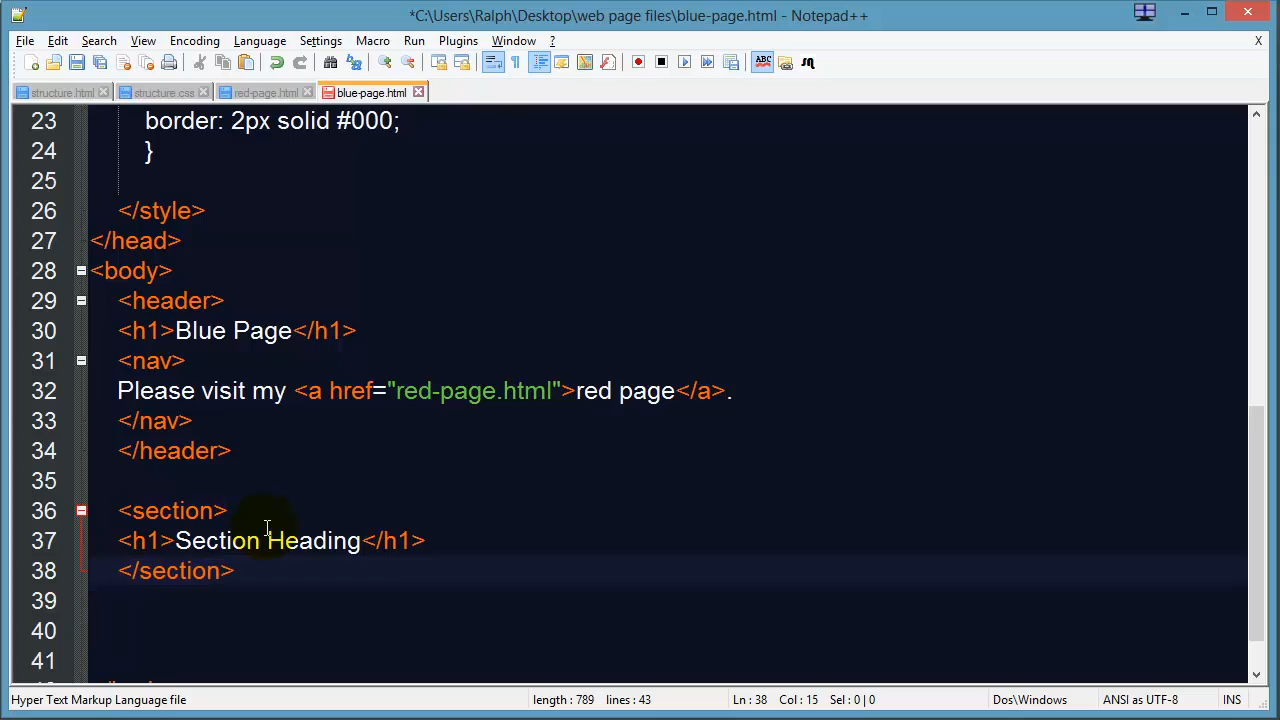 *C:\Users\Ralph\Desktop\web page files\blue-page.html - Notepad++
File Edit Search View Encoding Language Settings Macro Run Plugins Window ? X
structure.html structure.css red-page.html blue-page.html
23 border: 2px solid #000;
24 }
25
26 </style>
27 </head>
28 <body>
29 <header>
30 <h1>Blue Page</h1>
31 <nav>
32 Please visit my <a href="red-page.html">red page</a>.
33 </nav>
34 </header>
35
36 <section>
37 <h1>Section Heading</h1>
38 </section>
39
40
41
Hyper Text Markup Language file length : 789 lines : 43 Ln : 38 Col : 15 Sel : 0 | 0 Dos\Windows ANSI as UTF-8 INS